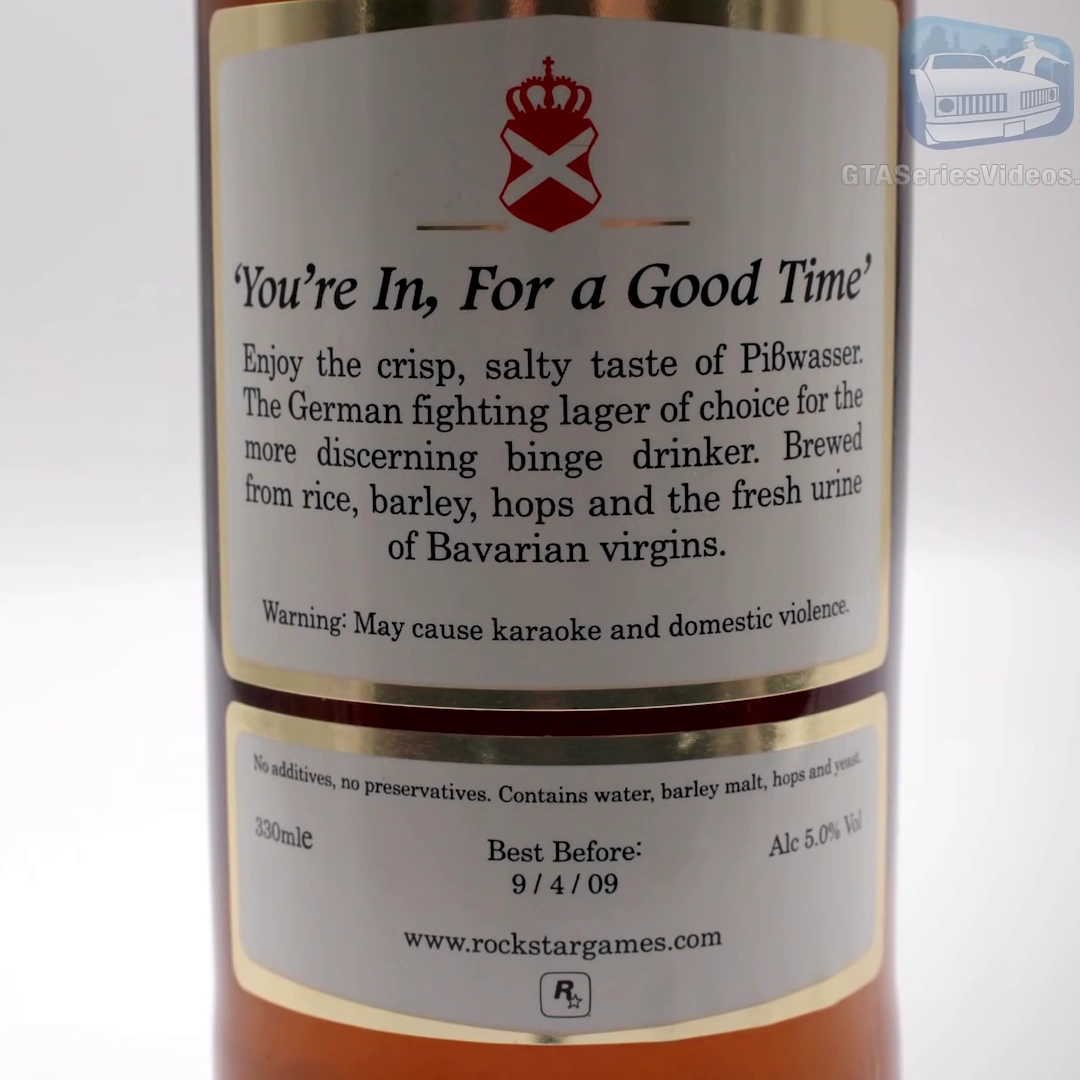 GTASeriesVideos.
‘You’re In, For a Good Time’
Enjoy the crisp, salty taste of Pißwasser.
The German fighting lager of choice for the
more discerning binge drinker. Brewed
from rice, barley, hops and the fresh urine
of Bavarian virgins.
Warning: May cause karaoke and domestic violence.
No additives, no preservatives. Contains water, barley malt, hops and yeast.
330mle
Alc 5.0% Vol
Best Before:
9 / 4 / 09
www.rockstargames.com
R